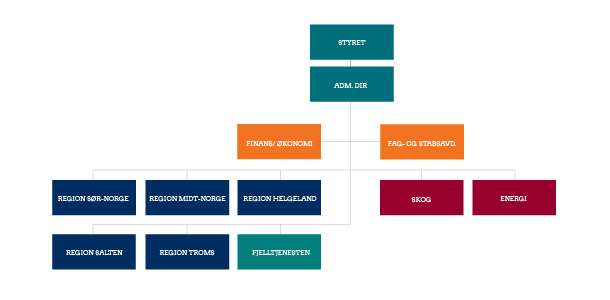 STYRET
ADM. DIR
FINANS/ ØKONOMI
FAG- OG STABSAVD.
REGION SØR-NORGE
REGION MIDT-NORGE
REGION HELGELAND
SKOG
ENERGI
REGION SALTEN
REGION TROMS
FJELLTJENESTEN